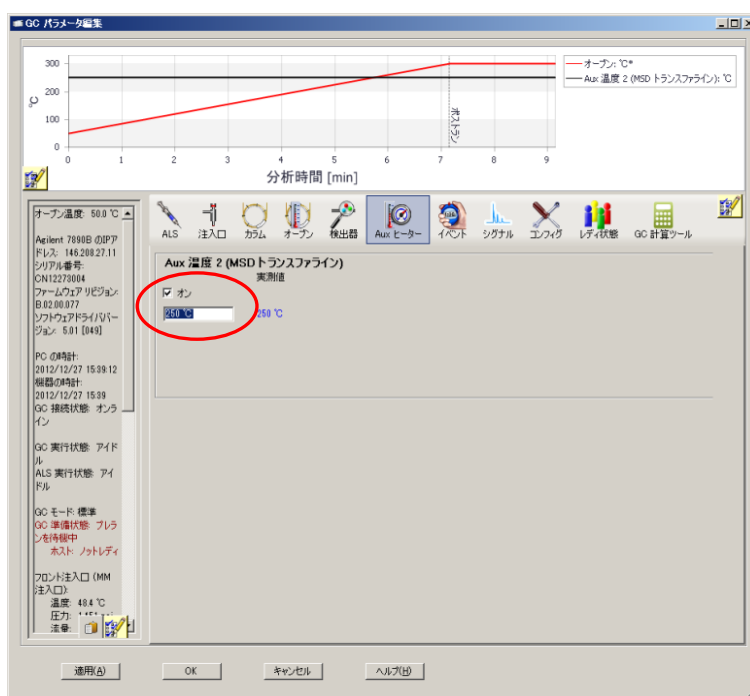 GC パラメータ編集
300
200
100
0
℃
0 1 2 3 4 5 6 7 8 9
分析時間 [min]
ポストラン
オーブン: ℃*
Aux 温度 2 (MSD トランスファライン): ℃
オーブン温度: 50.0 ℃
Agilent 7890B のIPア
ドレス: 146.208.27.11
シリアル番号:
CN12273004
ファームウェア リビジョン:
B.02.00.077
ソフトウェアドライババー
ジョン: 5.01 [049]
PC の時計:
2012/12/27 15:39:12
機器の時計:
2012/12/27 15:39
GC 接続状態: オンラ
イン
GC 実行状態: アイド
ル
ALS 実行状態: アイ
ドル
GC モード: 標準
GC 準備状態: プレラ
ンを待機中
ホスト: ノットレディ
フロント注入口 (MM
注入口):
温度: 48.4 ℃
圧力:
流量:
ALS 注入口 カラム オーブン 検出器 Aux ヒーター イベント シグナル コンフィグ レディ状態 GC 計算ツール
Aux 温度 2 (MSD トランスファライン)
実測値
オン
250 ℃ 250 ℃
適用(A) OK キャンセル ヘルプ(H)